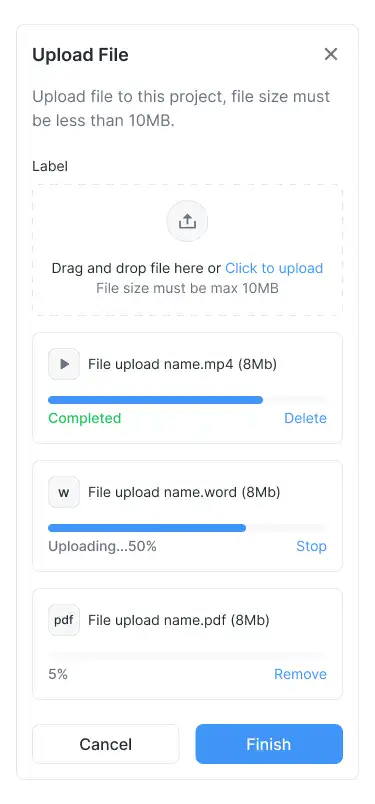 Upload File
Upload file to this project, file size must
be less than 10MB.
Label
Drag and drop file here or Click to upload
File size must be max 10MB
File upload name.mp4 (8Mb)
Completed Delete
w File upload name.word (8Mb)
Uploading...50% Stop
pdf File upload name.pdf (8Mb)
5% Remove
Cancel Finish